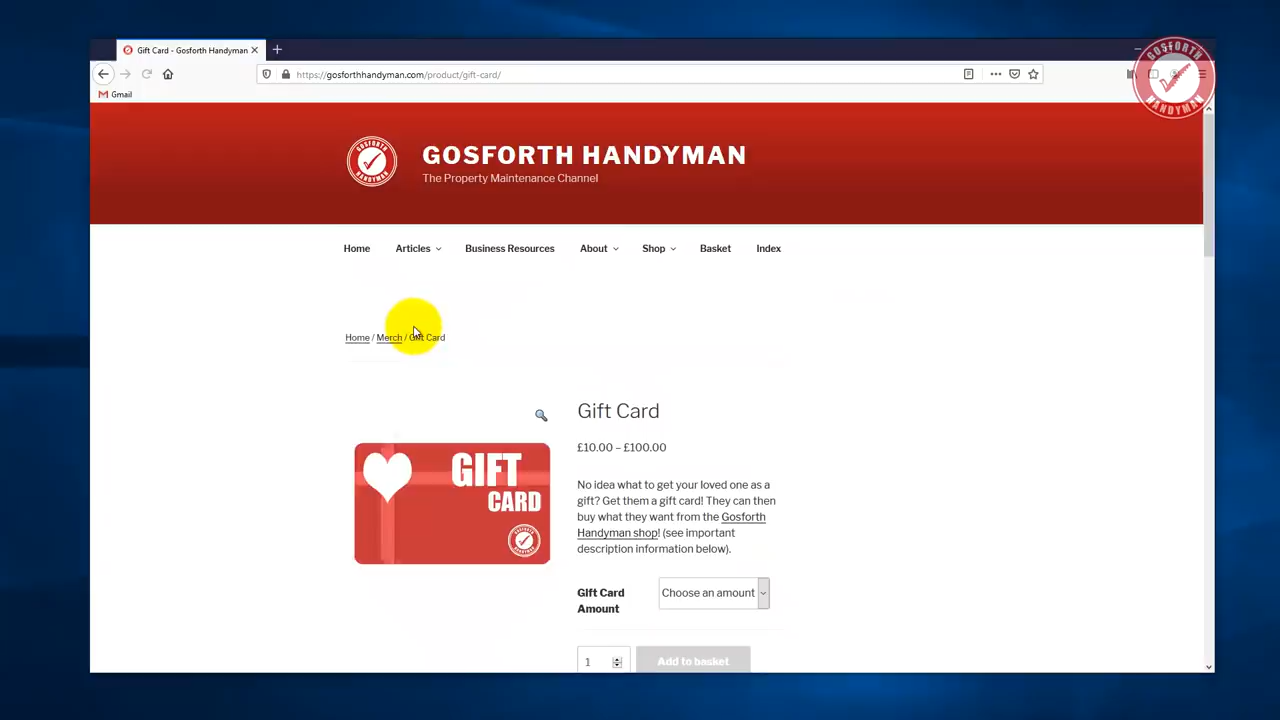 Gift Card - Gosforth Handyman
https://gosforthhandyman.com/product/gift-card/
Gmail
GOSFORTH HANDYMAN
GOSFORTH HANDYMAN
GOSFORTH HANDYMAN
The Property Maintenance Channel
Home Articles Business Resources About Shop Basket Index
Home / Merch / Gift Card
Gift Card
£10.00 – £100.00
GIFT
CARD
No idea what to get your loved one as a
gift? Get them a gift card! They can then
buy what they want from the Gosforth
Handyman shop! (see important
description information below).
Gift Card
Amount
Choose an amount
1
Add to basket